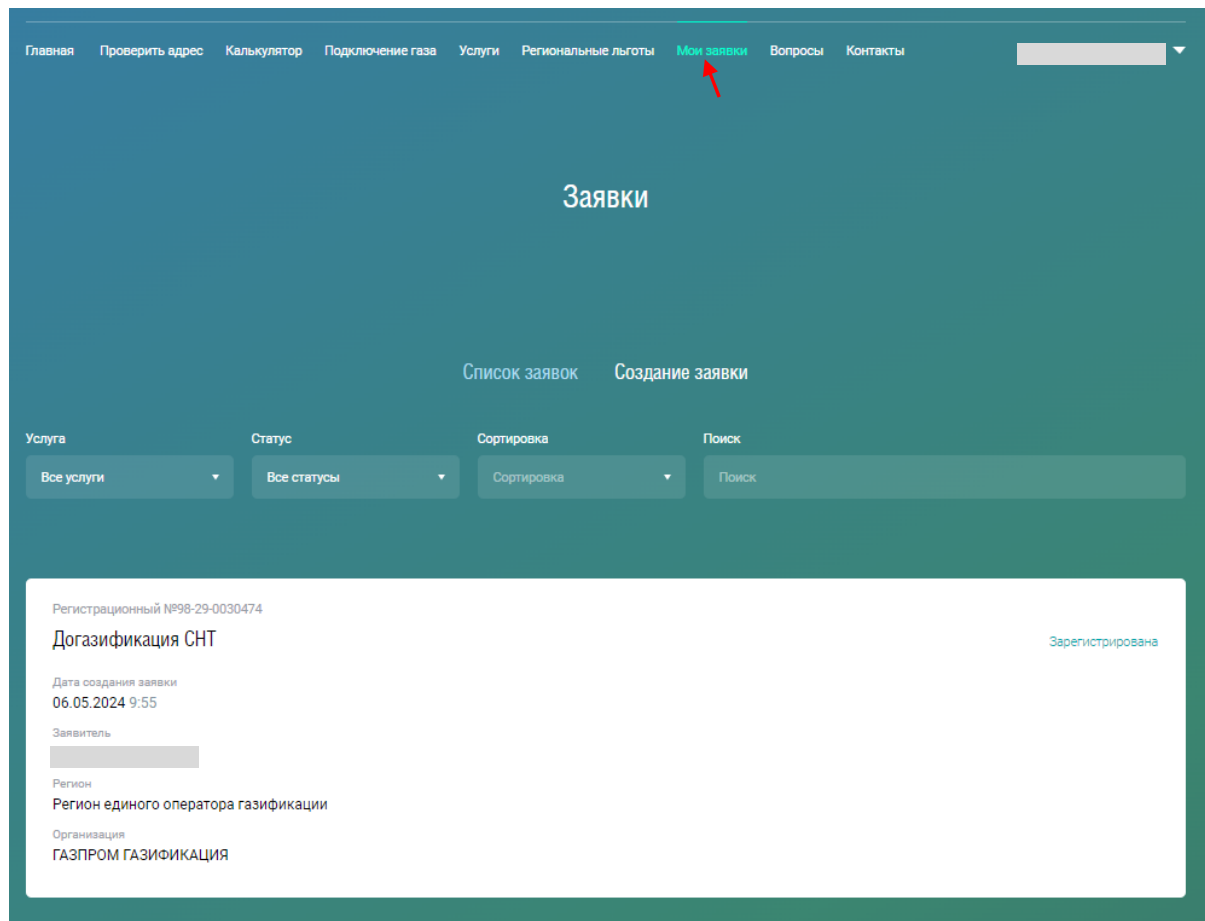 Главная Проверить адрес Калькулятор Подключение газа Услуги Региональные льготы Мои заявки Вопросы Контакты
Заявки
Список заявок Создание заявки
Услуга Статус Сортировка Поиск
Все услуги Все статусы Сортировка Поиск
Регистрационный №98-29-0030474
Догазификация СНТ
Зарегистрирована
Дата создания заявки
06.05.2024 9:55
Заявитель
Регион
Регион единого оператора газификации
Организация
ГАЗПРОМ ГАЗИФИКАЦИЯ